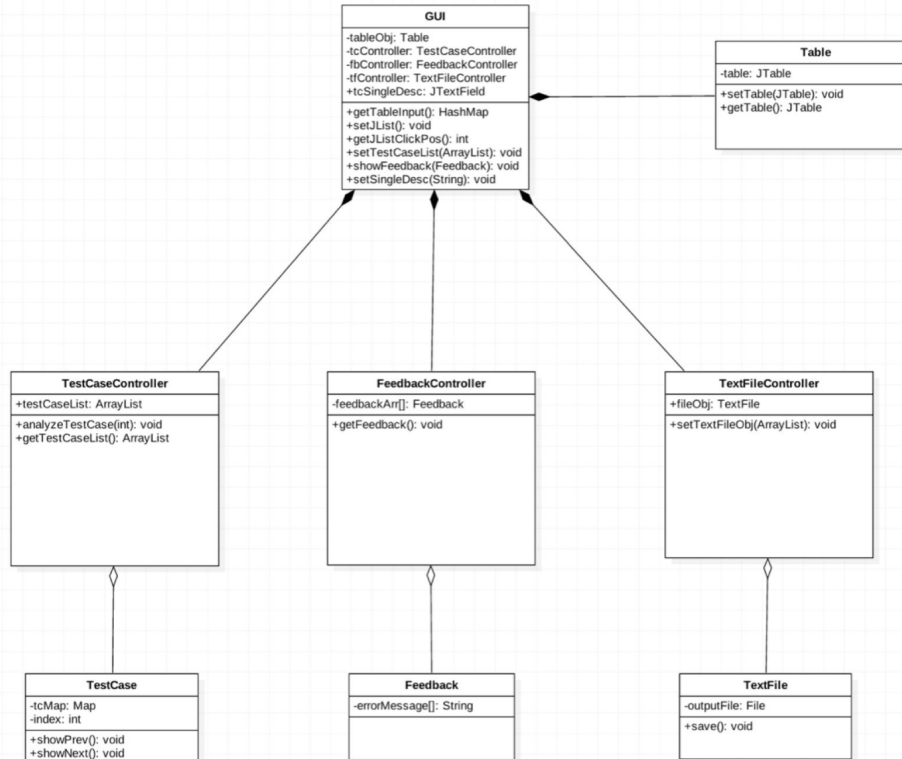 GUI
-tableObj: Table
-tcController: TestCaseController
-fbController: FeedbackController
-tfController: TextFileController
+tcSingleDesc: JTextField
+getTableInput(): HashMap
+setJList(): void
+getJListClickPos(): int
+setTestCaseList(ArrayList): void
+showFeedback(Feedback): void
+setSingleDesc(String): void
Table
-table: JTable
+setTable(JTable): void
+getTable(): JTable
TestCaseController
+testCaseList: ArrayList
+analyzeTestCase(int): void
+getTestCaseList(): ArrayList
FeedbackController
-feedbackArr[]: Feedback
+getFeedback(): void
TextFileController
+fileObj: TextFile
+setTextFileObj(ArrayList): void
TestCase
-tcMap: Map
-index: int
+showPrev(): void
+showNext(): void
Feedback
-errorMessage[]: String
TextFile
-outputFile: File
+save(): void